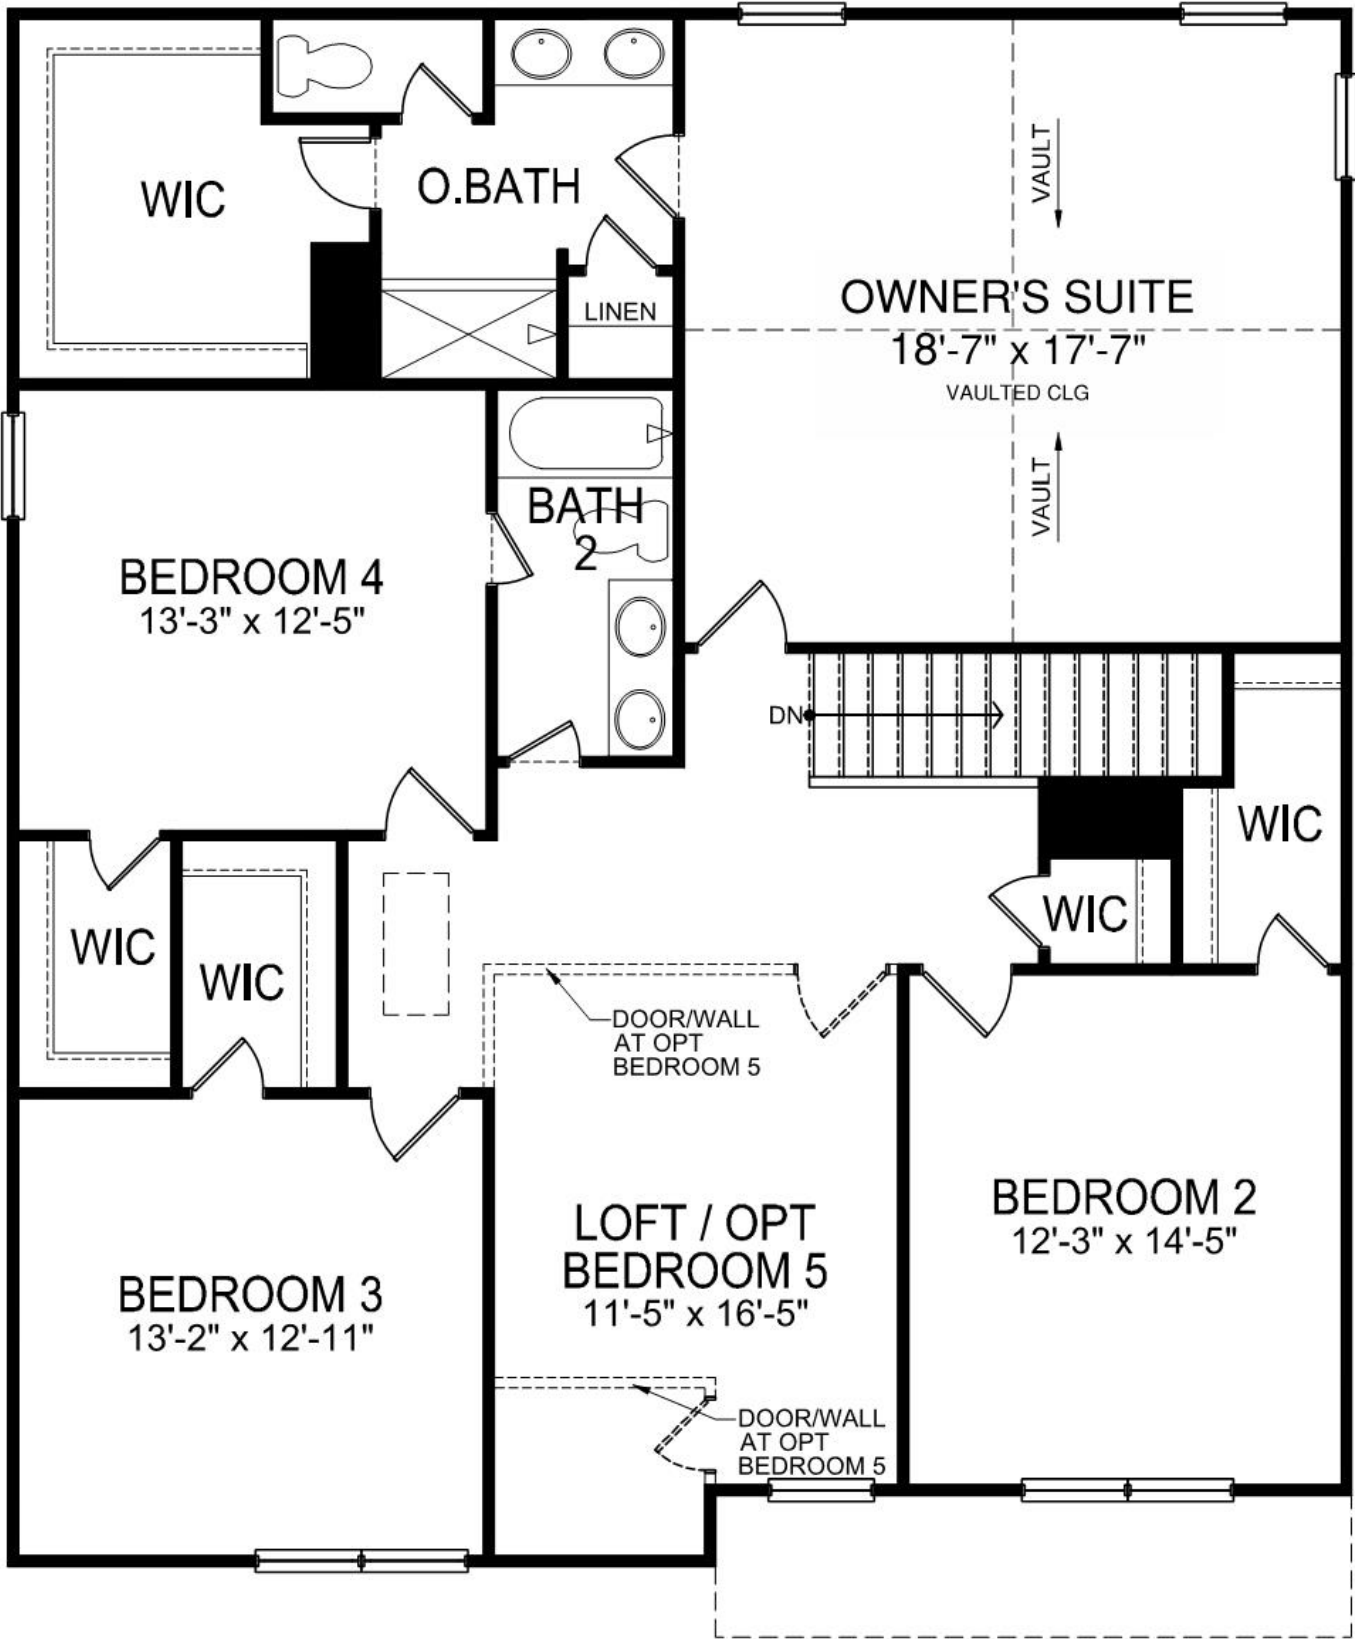 WIC
O.BATH
LINEN
VAULT
OWNER'S SUITE
18'-7" x 17'-7"
VAULTED CLG
VAULT
BATH
2
BEDROOM 4
13'-3" x 12'-5"
DN
WIC
WIC
WIC
WIC
DOOR/WALL
AT OPT
BEDROOM 5
BEDROOM 2
12'-3" x 14'-5"
LOFT / OPT
BEDROOM 5
11'-5" x 16'-5"
BEDROOM 3
13'-2" x 12'-11"
DOOR/WALL
AT OPT
BEDROOM 5